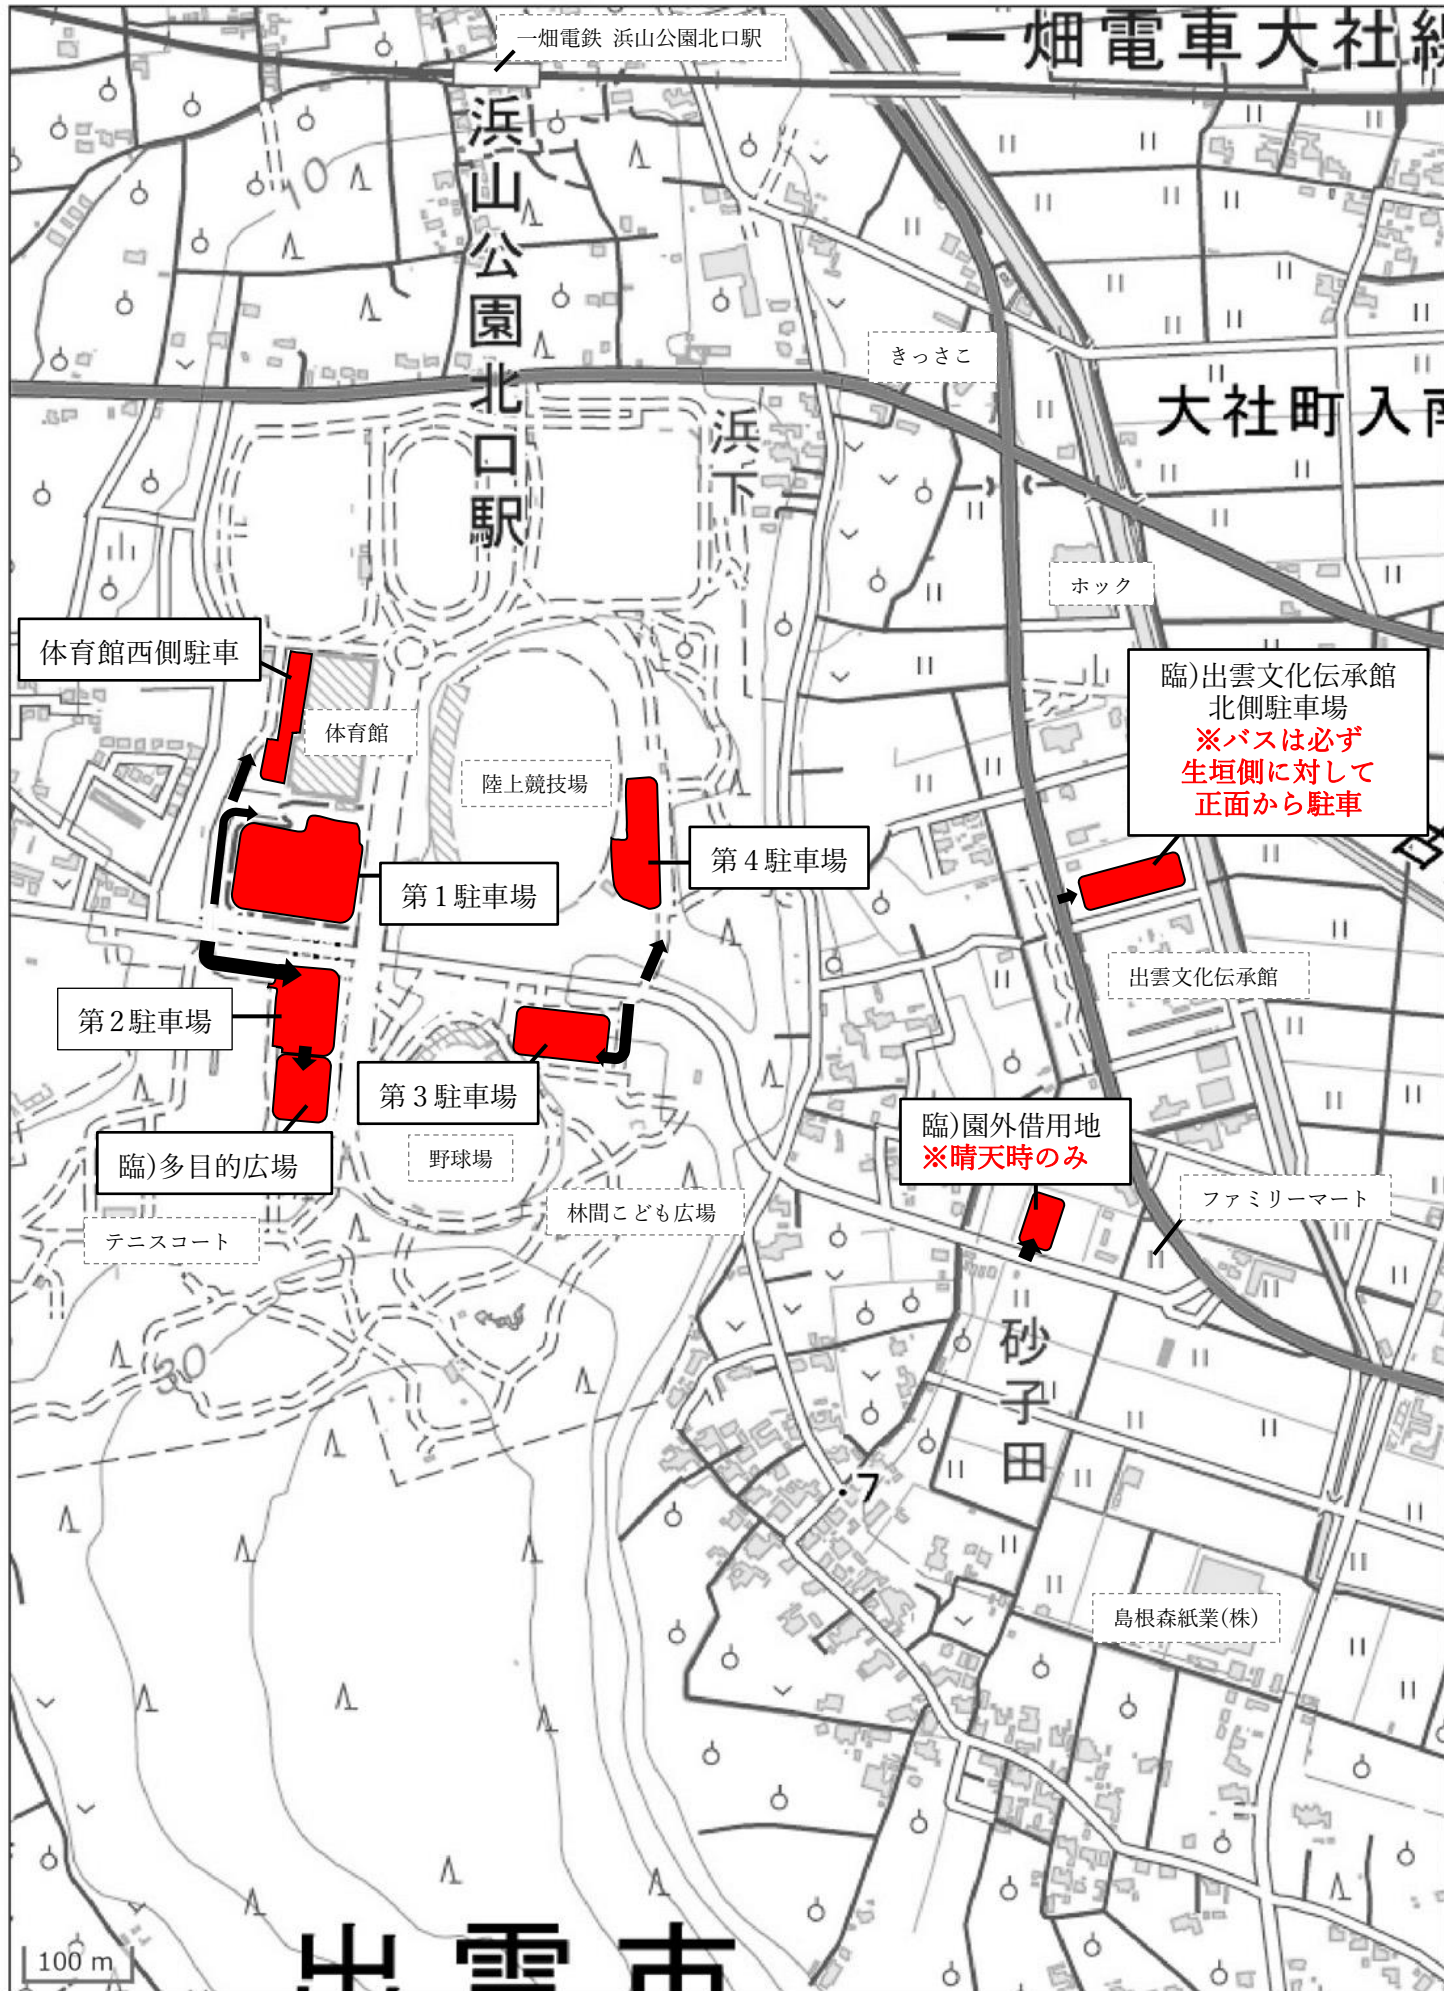 一畑電鉄 浜山公園北口駅
一畑電車大社線
浜山公園北口駅
きっさこ
大社町入南
浜下
ホック
体育館西側駐車
体育館
陸上競技場
臨)出雲文化伝承館
北側駐車場
※バスは必ず
生垣側に対して
正面から駐車
第4駐車場
第1駐車場
出雲文化伝承館
第2駐車場
第3駐車場
臨)園外借用地
※晴天時のみ
臨)多目的広場
野球場
林間こども広場
ファミリーマート
テニスコート
砂子田
30
7
島根森紙業(株)
出雲市
100 m